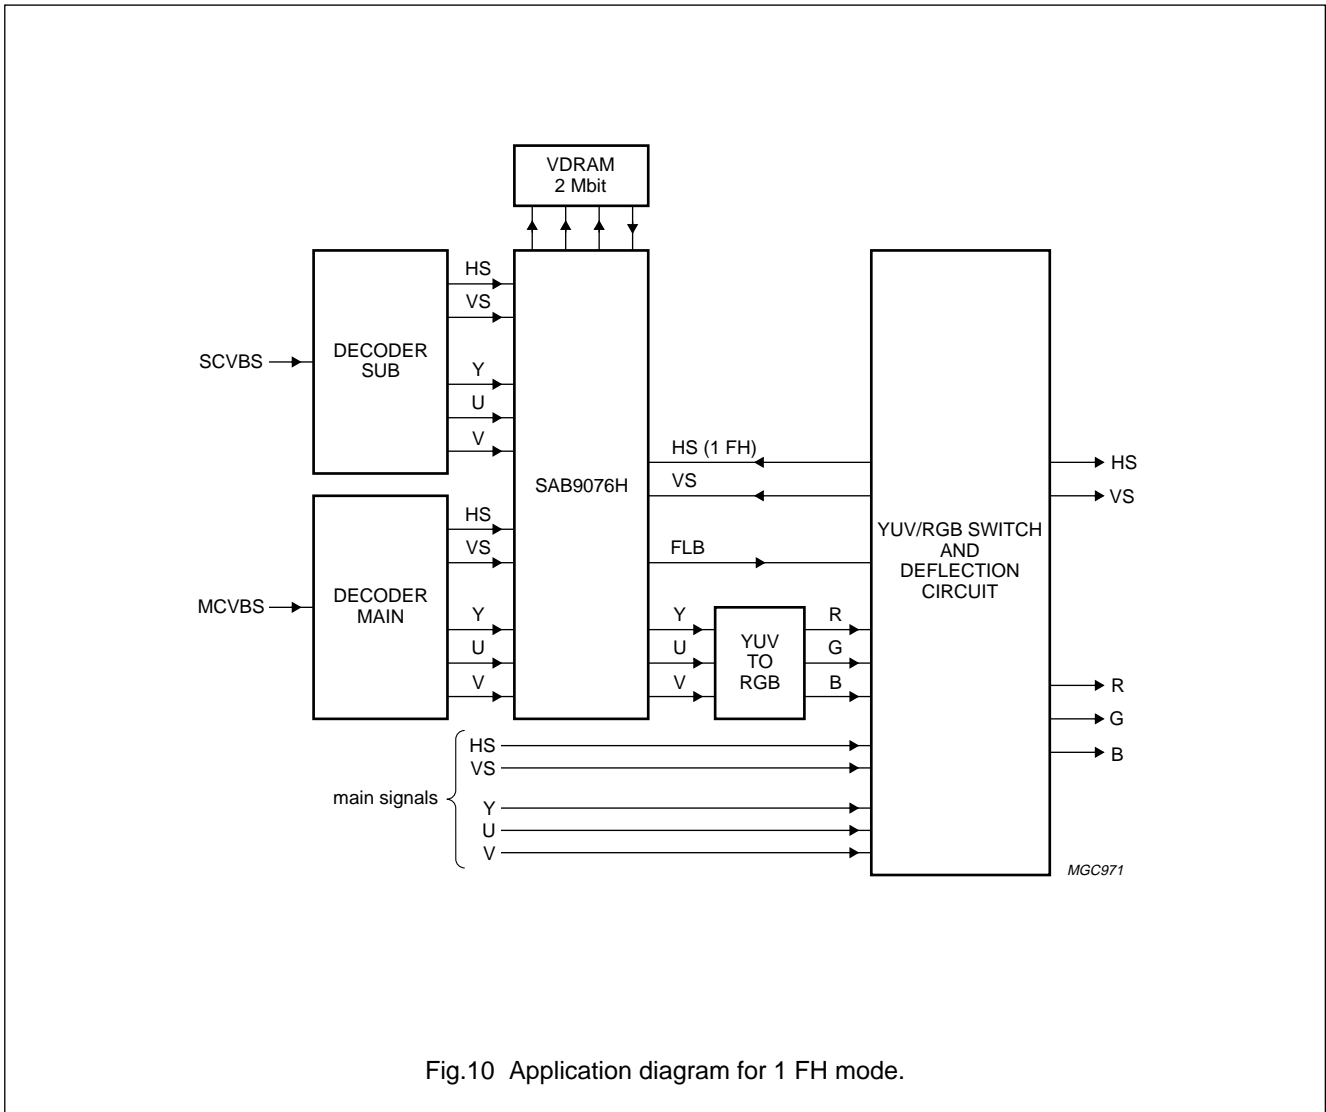 VDRAM
2 Mbit
SCVBS
DECODER
SUB
HS
VS
Y
U
V
MCVBS
DECODER
MAIN
HS
VS
Y
U
V
SAB9076H
HS (1 FH)
VS
FLB
Y
U
V
YUV
TO
RGB
R
G
B
YUV/RGB SWITCH
AND
DEFLECTION
CIRCUIT
HS
VS
R
G
B
main signals
HS
VS
Y
U
V
MGC971
Fig.10 Application diagram for 1 FH mode.